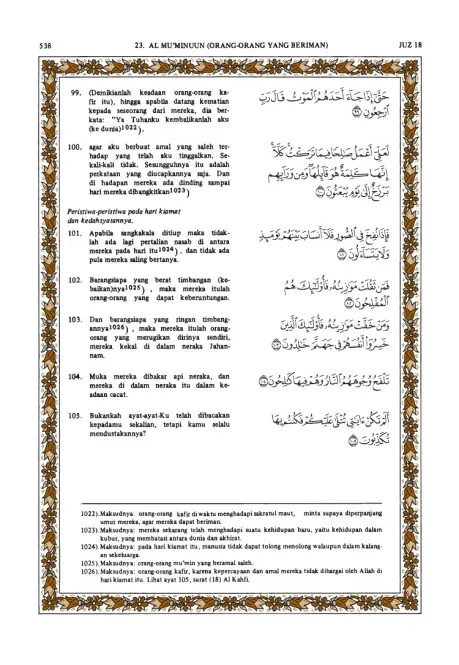 538
23. AL MU'MINUUN (ORANG-ORANG YANG BERIMAN)
JUZ 18
99. (Demikianlah keadaan orang-orang ka-
fir itu), hingga apabila datang kematian
kepada seseorang dari mereka, dia ber-
kata: "Ya Tuhanku kembalikanlah aku
(ke dunia)1022).
حَتَّىٰٓ إِذَا جَآءَ أَحَدَهُمُ ٱلْمَوْتُ قَالَ رَبِّ
ٱرْجِعُونِ ﴿٩٩﴾
100. agar aku berbuat amal yang saleh ter-
hadap yang telah aku tinggalkan. Se-
kali-kali tidak. Sesungguhnya itu adalah
perkataan yang diucapkannya saja. Dan
di hadapan mereka ada dinding sampai
hari mereka dibangkitkan1023)
لَعَلِّىٓ أَعْمَلُ صَٰلِحًا فِيمَا تَرَكْتُ ۚ كَلَّآ ۚ
إِنَّهَا كَلِمَةٌ هُوَ قَآئِلُهَا ۖ وَمِن وَرَآئِهِم
بَرْزَخٌ إِلَىٰ يَوْمِ يُبْعَثُونَ ﴿١٠٠﴾
Peristiwa-peristiwa pada hari kiamat
dan kedahsyatannya.
101. Apabila sangkakala ditiup maka tidak-
lah ada lagi pertalian nasab di antara
mereka pada hari itu1024), dan tidak ada
pula mereka saling bertanya.
فَإِذَا نُفِخَ فِى ٱلصُّورِ فَلَآ أَنسَابَ بَيْنَهُمْ يَوْمَئِذٍ
وَلَا يَتَسَآءَلُونَ ﴿١٠١﴾
102. Barangsiapa yang berat timbangan (ke-
baikan)nya1025) , maka mereka itulah
orang-orang yang dapat keberuntungan.
فَمَن ثَقُلَتْ مَوَٰزِينُهُۥ فَأُو۟لَٰٓئِكَ هُمُ
ٱلْمُفْلِحُونَ ﴿١٠٢﴾
103. Dan barangsiapa yang ringan timbang-
annya1026) , maka mereka itulah orang-
orang yang merugikan dirinya sendiri,
mereka kekal di dalam neraka Jahan-
nam.
وَمَنْ خَفَّتْ مَوَٰزِينُهُۥ فَأُو۟لَٰٓئِكَ ٱلَّذِينَ
خَسِرُوٓا۟ أَنفُسَهُمْ فِى جَهَنَّمَ خَٰلِدُونَ ﴿١٠٣﴾
104. Muka mereka dibakar api neraka, dan
mereka di dalam neraka itu dalam ke-
adaan cacat.
تَلْفَحُ وُجُوهَهُمُ ٱلنَّارُ وَهُمْ فِيهَا كَٰلِحُونَ ﴿١٠٤﴾
105. Bukankah ayat-ayat-Ku telah dibacakan
kepadamu sekalian, tetapi kamu selalu
mendustakannya?
أَلَمْ تَكُنْ ءَايَٰتِى تُتْلَىٰ عَلَيْكُمْ فَكُنتُم بِهَا
تُكَذِّبُونَ ﴿١٠٥﴾
1022). Maksudnya: orang-orang kafir di waktu menghadapi sakratul maut, minta supaya diperpanjang
umur mereka, agar mereka dapat beriman.
1023). Maksudnya: mereka sekarang telah menghadapi suatu kehidupan baru, yaitu kehidupan dalam
kubur, yang membatasi antara dunia dan akhirat.
1024). Maksudnya: pada hari kiamat itu, manusia tidak dapat tolong menolong walaupun dalam kalang-
an sekeluarga.
1025). Maksudnya: orang-orang mu'min yang beramal saleh.
1026). Maksudnya: orang-orang kafir, karena kepercayaan dan amal mereka tidak dihargai oleh Allah di
hari kiamat itu. Lihat ayat 105, surat (18) Al Kahfi.